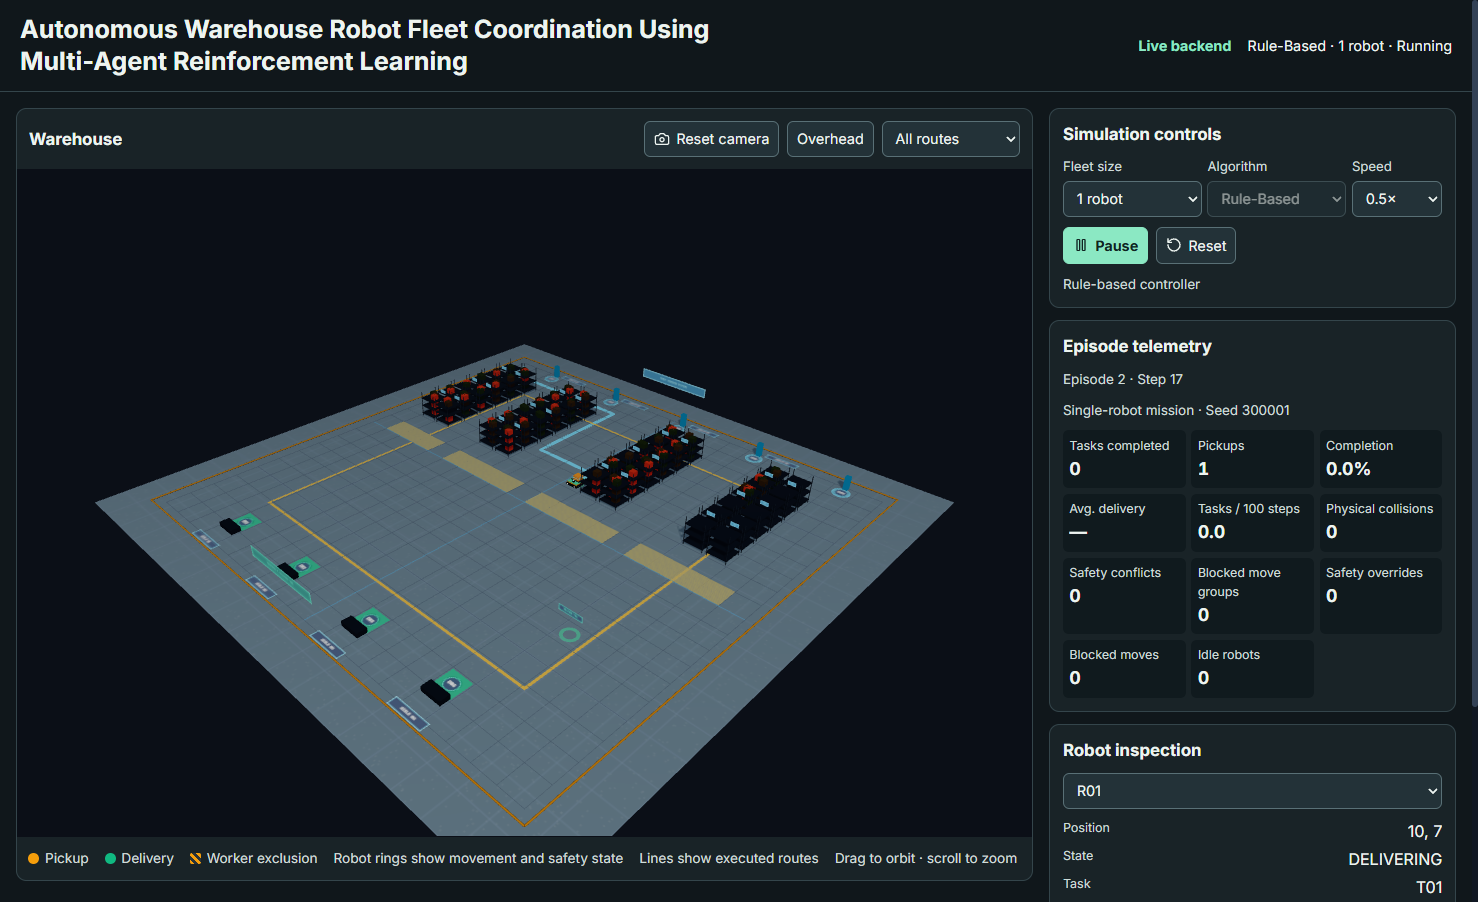 Autonomous Warehouse Robot Fleet Coordination Using
Multi-Agent Reinforcement Learning
Live backend
Rule-Based · 1 robot · Running
Warehouse
Reset camera
Overhead
All routes
Pickup
Delivery
Worker exclusion
Robot rings show movement and safety state
Lines show executed routes
Drag to orbit · scroll to zoom
Simulation controls
Fleet size
Algorithm
Speed
1 robot
Rule-Based
0.5×
Pause
Reset
Rule-based controller
Episode telemetry
Episode 2 · Step 17
Single-robot mission · Seed 300001
Tasks completed
0
Pickups
1
Completion
0.0%
Avg. delivery
—
Tasks / 100 steps
0.0
Physical collisions
0
Safety conflicts
0
Blocked move
groups
0
Safety overrides
0
Blocked moves
0
Idle robots
0
Robot inspection
R01
Position
10, 7
State
DELIVERING
Task
T01